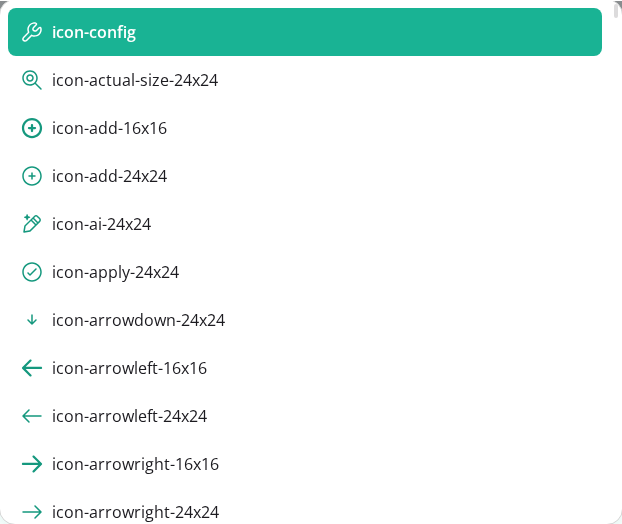 icon-config
icon-actual-size-24x24
icon-add-16x16
icon-add-24x24
icon-ai-24x24
icon-apply-24x24
icon-arrowdown-24x24
icon-arrowleft-16x16
icon-arrowleft-24x24
icon-arrowright-16x16
icon-arrowright-24x24